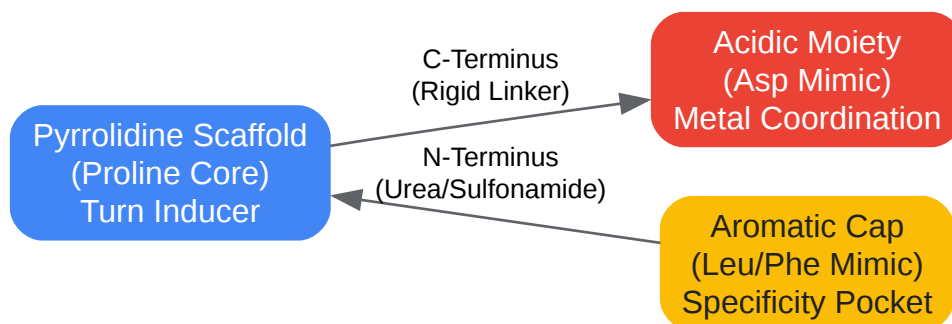 Pyrrolidine Scaffold
(Proline Core)
Turn Inducer
C-Terminus
(Rigid Linker)
N-Terminus
(Urea/Sulfonamide)
Acidic Moiety
(Asp Mimic)
Metal Coordination
Aromatic Cap
(Leu/Phe Mimic)
Specificity Pocket